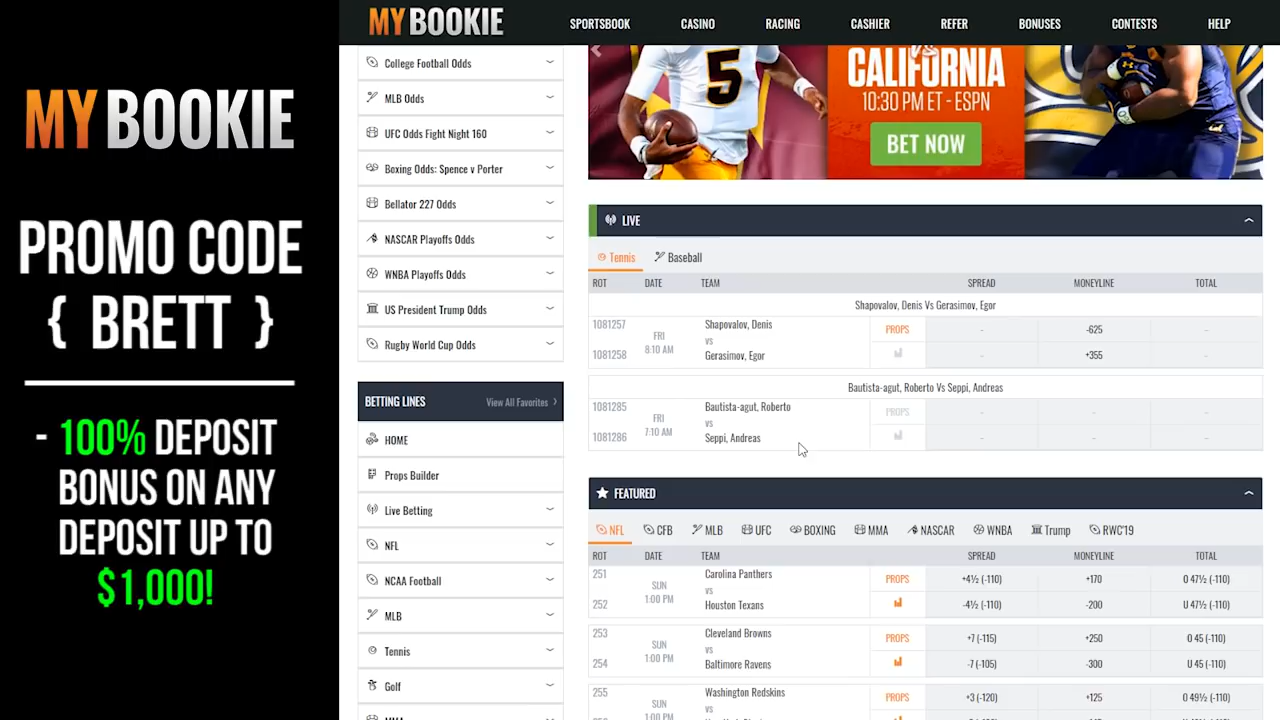 MYBOOKIE
PROMO CODE
{ BRETT }
- 100% DEPOSIT
BONUS ON ANY
DEPOSIT UP TO
$1,000!
MYBOOKIE
SPORTSBOOK CASINO RACING CASHIER REFER BONUSES CONTESTS HELP
College Football Odds
MLB Odds
UFC Odds Fight Night 160
Boxing Odds: Spence v Porter
Bellator 227 Odds
NASCAR Playoffs Odds
WNBA Playoffs Odds
US President Trump Odds
Rugby World Cup Odds
BETTING LINES View All Favorites
HOME
Props Builder
Live Betting
NFL
NCAA Football
MLB
Tennis
Golf
5
CALIFORNIA
10:30 PM ET - ESPN
BET NOW
LIVE
Tennis Baseball
ROT DATE TEAM SPREAD MONEYLINE TOTAL
Shapovalov, Denis Vs Gerasimov, Egor
1081257 Shapovalov, Denis PROPS - -625 -
FRI vs
8:10 AM
1081258 Gerasimov, Egor - +355 -
Bautista-agut, Roberto Vs Seppi, Andreas
1081285 Bautista-agut, Roberto PROPS - - -
FRI vs
7:10 AM
1081286 Seppi, Andreas - - -
FEATURED
NFL CFB MLB UFC BOXING MMA NASCAR WNBA Trump RWC'19
ROT DATE TEAM SPREAD MONEYLINE TOTAL
251 Carolina Panthers PROPS +4½ (-110) +170 O 47½ (-110)
SUN vs
1:00 PM
252 Houston Texans -4½ (-110) -200 U 47½ (-110)
253 Cleveland Browns PROPS +7 (-115) +250 O 45 (-110)
SUN vs
1:00 PM
254 Baltimore Ravens -7 (-105) -300 U 45 (-110)
255 Washington Redskins PROPS +3 (-120) +125 O 49½ (-110)
SUN vs
1:00 PM